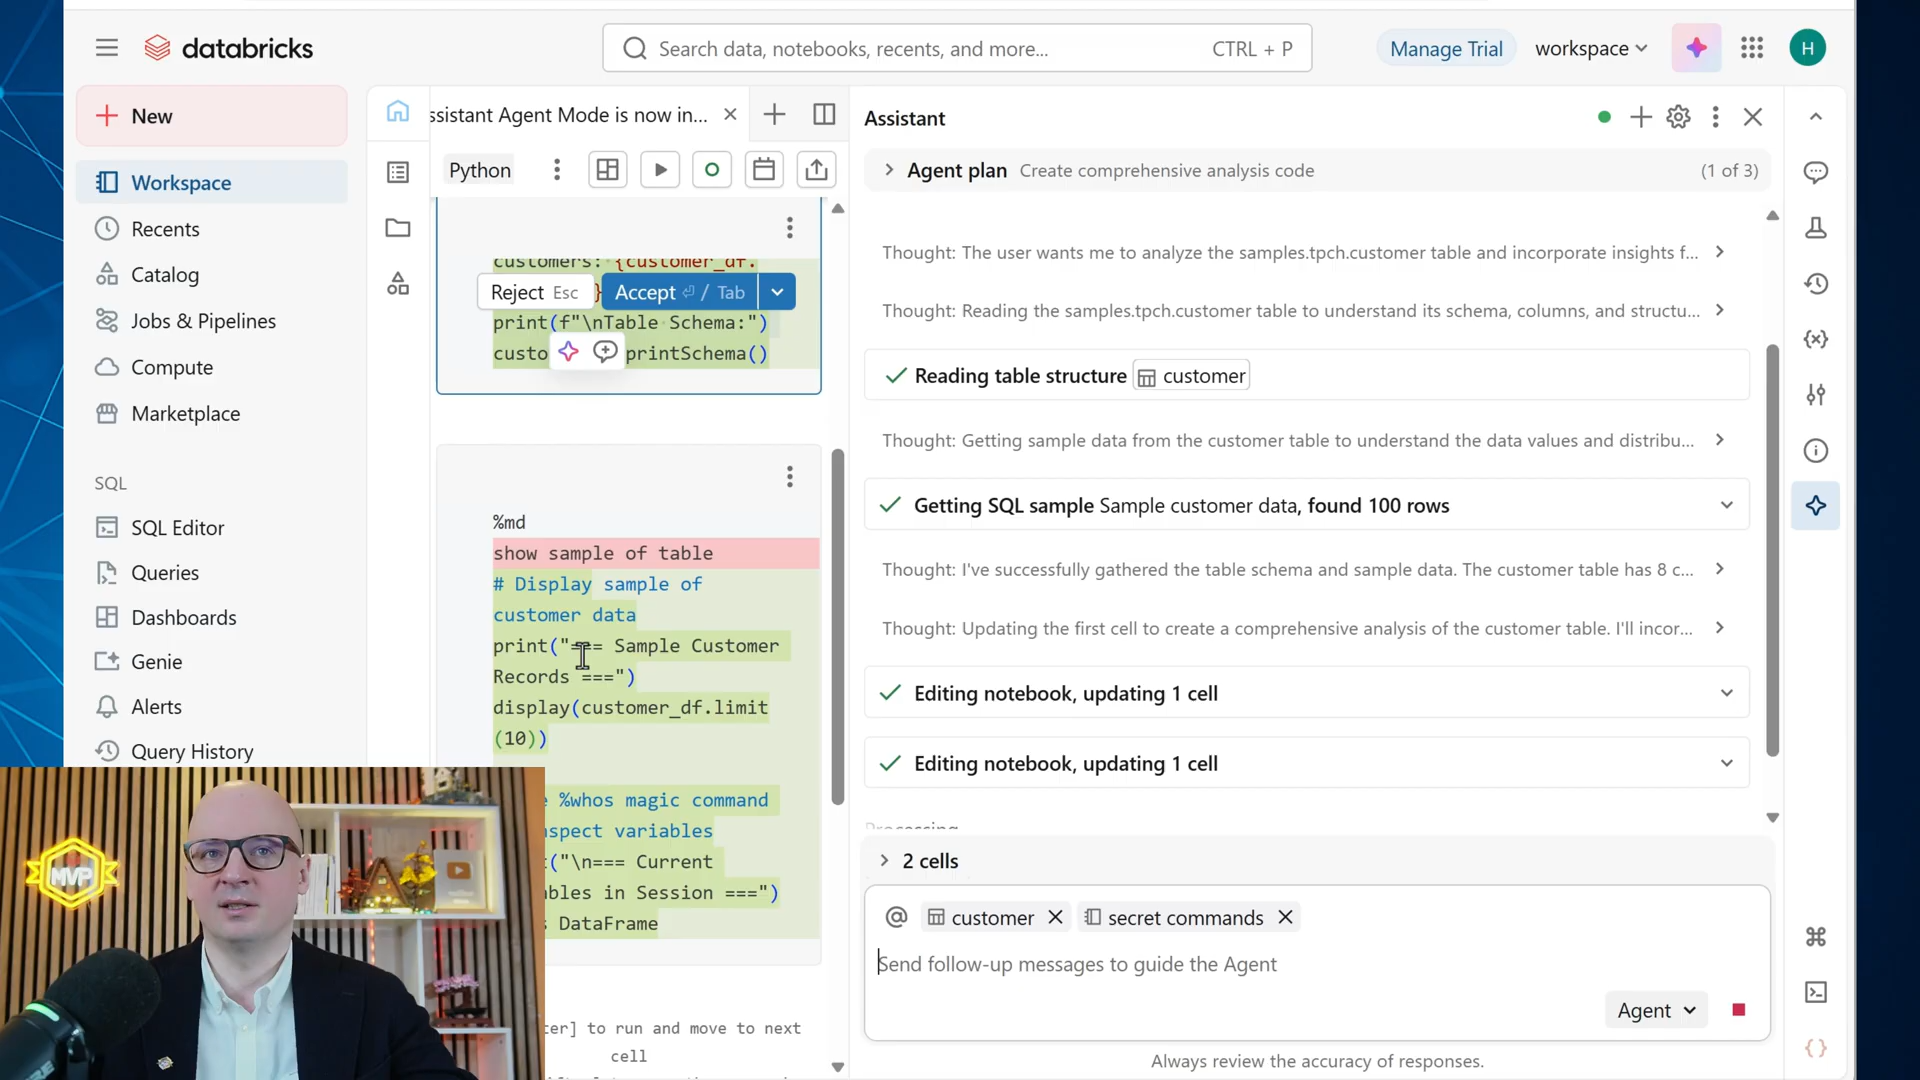 databricks
Search data, notebooks, recents, and more...
CTRL + P
Manage Trial
workspace
H
New
ssistant Agent Mode is now in...
Assistant
Workspace
Python
Agent plan Create comprehensive analysis code (1 of 3)
Recents
Catalog
Jobs & Pipelines
Compute
Marketplace
SQL
SQL Editor
Queries
Dashboards
Genie
Alerts
Query History
customers: {customer_df.
Reject Esc
}
Accept / Tab
print(f"\nTable Schema:")
custo
printSchema()
%md
show sample of table
# Display sample of
customer data
print("=== Sample Customer
Records ===")
display(customer_df.limit
(10))
%whos magic command
spect variables
("\n=== Current
bles in Session ===")
DataFrame
] to run and move to next
cell
Thought: The user wants me to analyze the samples.tpch.customer table and incorporate insights f...
Thought: Reading the samples.tpch.customer table to understand its schema, columns, and structu...
Reading table structure customer
Thought: Getting sample data from the customer table to understand the data values and distribu...
Getting SQL sample Sample customer data, found 100 rows
Thought: I've successfully gathered the table schema and sample data. The customer table has 8 c...
Thought: Updating the first cell to create a comprehensive analysis of the customer table. I'll incor...
Editing notebook, updating 1 cell
Editing notebook, updating 1 cell
2 cells
@ customer secret commands
Send follow-up messages to guide the Agent
Agent
Always review the accuracy of responses.
MVP